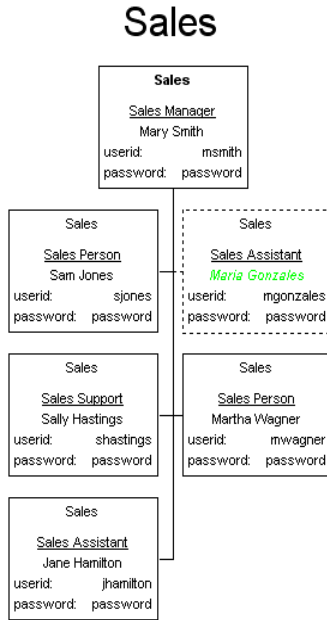 Sales
Sales
Sales Manager
Mary Smith
userid: msmith
password: password
Sales
Sales Person
Sam Jones
userid: sjones
password: password
Sales
Sales Assistant
Maria Gonzales
userid: mgonzales
password: password
Sales
Sales Support
Sally Hastings
userid: shastings
password: password
Sales
Sales Person
Martha Wagner
userid: mwagner
password: password
Sales
Sales Assistant
Jane Hamilton
userid: jhamilton
password: password